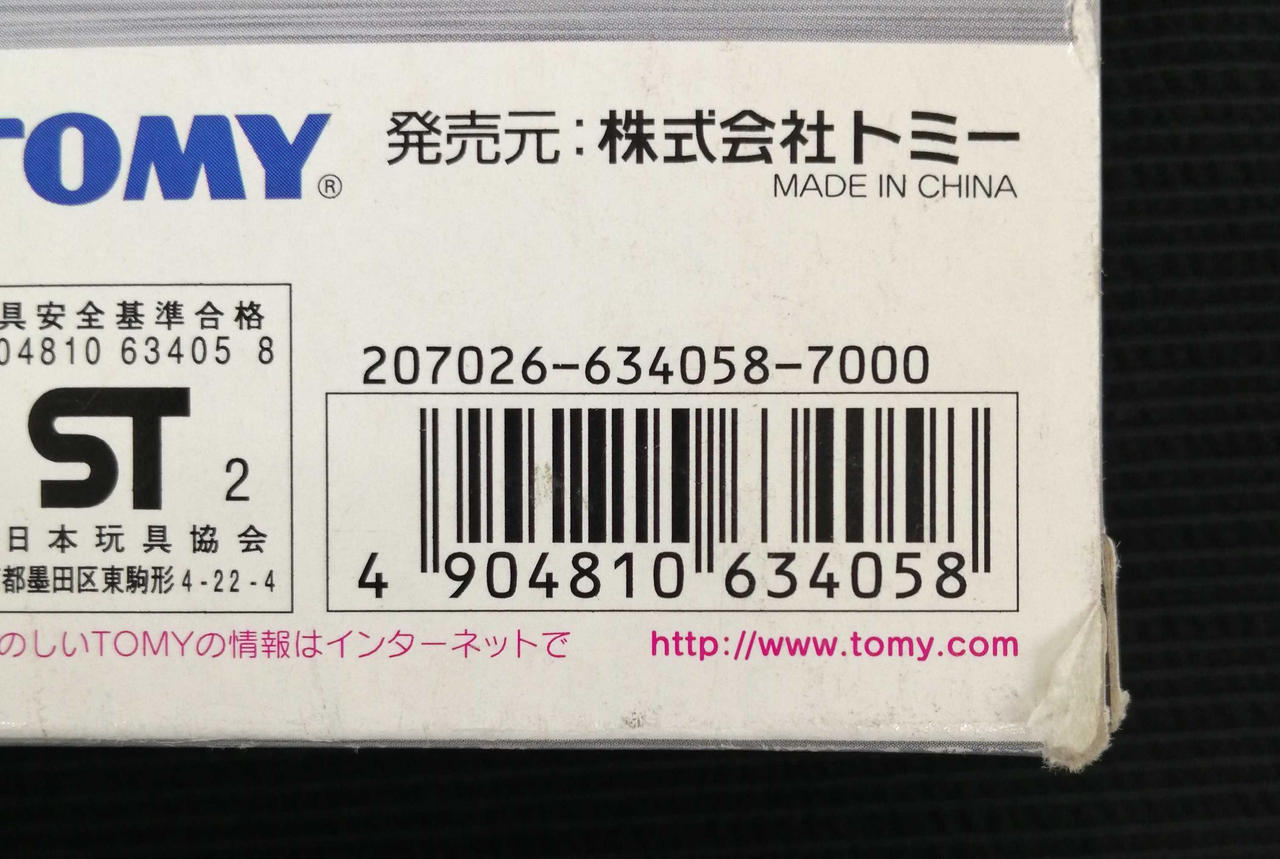 TOMY®
発売元：株式会社トミー
MADE IN CHINA
具安全基準合格
04810 63405 8
ST 2
日本玩具協会
都墨田区東駒形4-22-4
207026-634058-7000
4 904810 634058
のしいTOMYの情報はインターネットで
http://www.tomy.com